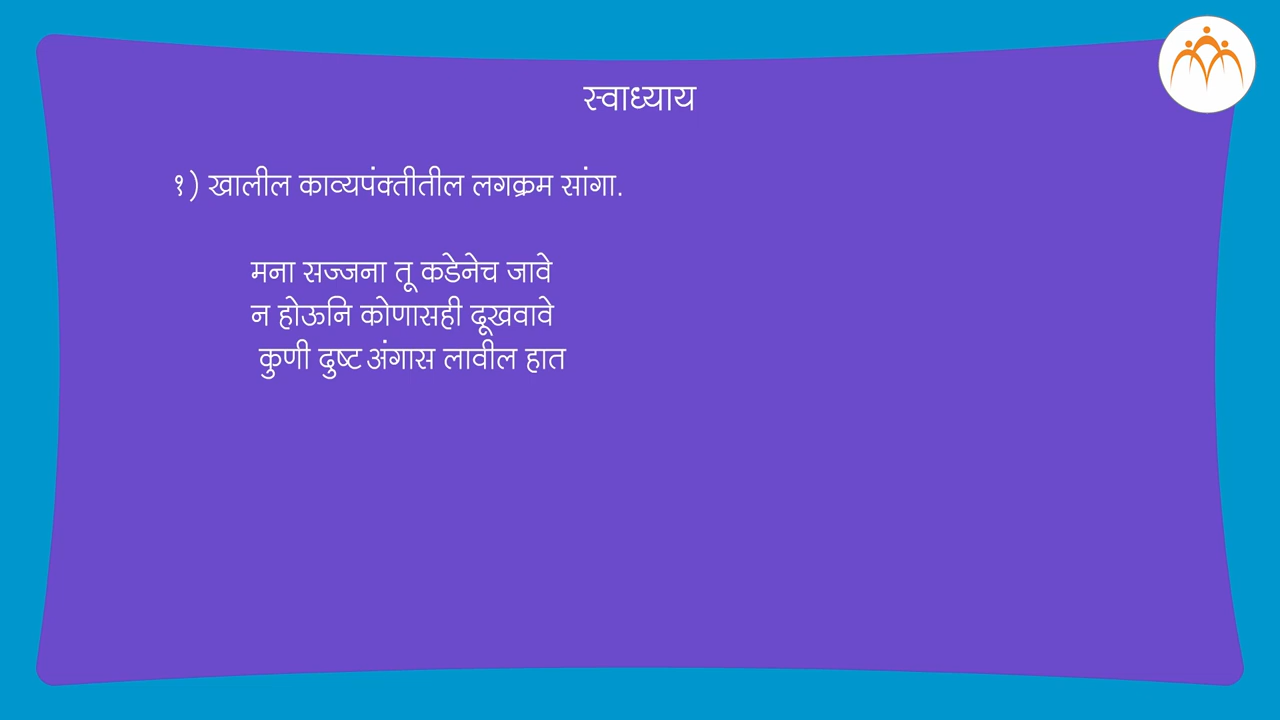 स्वाध्याय
१) खालील काव्यपंक्तीतील लगक्रम सांगा.
मना सज्जना तू कडेनेच जावे
न होऊनि कोणासही दूखवावे
कुणी दुष्ट अंगास लावील हात